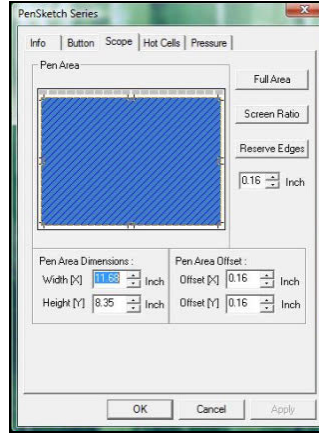 PenSketch Series
Info Button Scope Hot Cells Pressure
Pen Area
Full Area
Screen Ratio
Reserve Edges
0.16 Inch
Pen Area Dimensions :
Width [X] 11.68 Inch
Height [Y] 8.35 Inch
Pen Area Offset :
Offset [X] 0.16 Inch
Offset [Y] 0.16 Inch
OK Cancel Apply